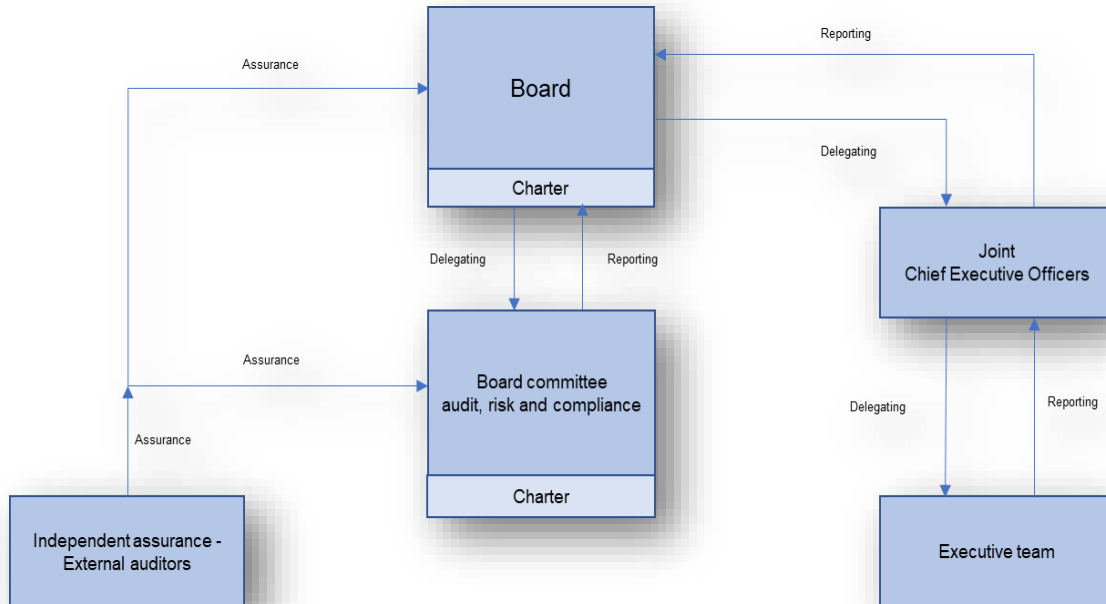 Reporting
Assurance
Board
Delegating
Charter
Delegating
Reporting
Joint
Chief Executive Officers
Assurance
Board committee
audit, risk and compliance
Delegating
Reporting
Assurance
Charter
Independent assurance -
External auditors
Executive team